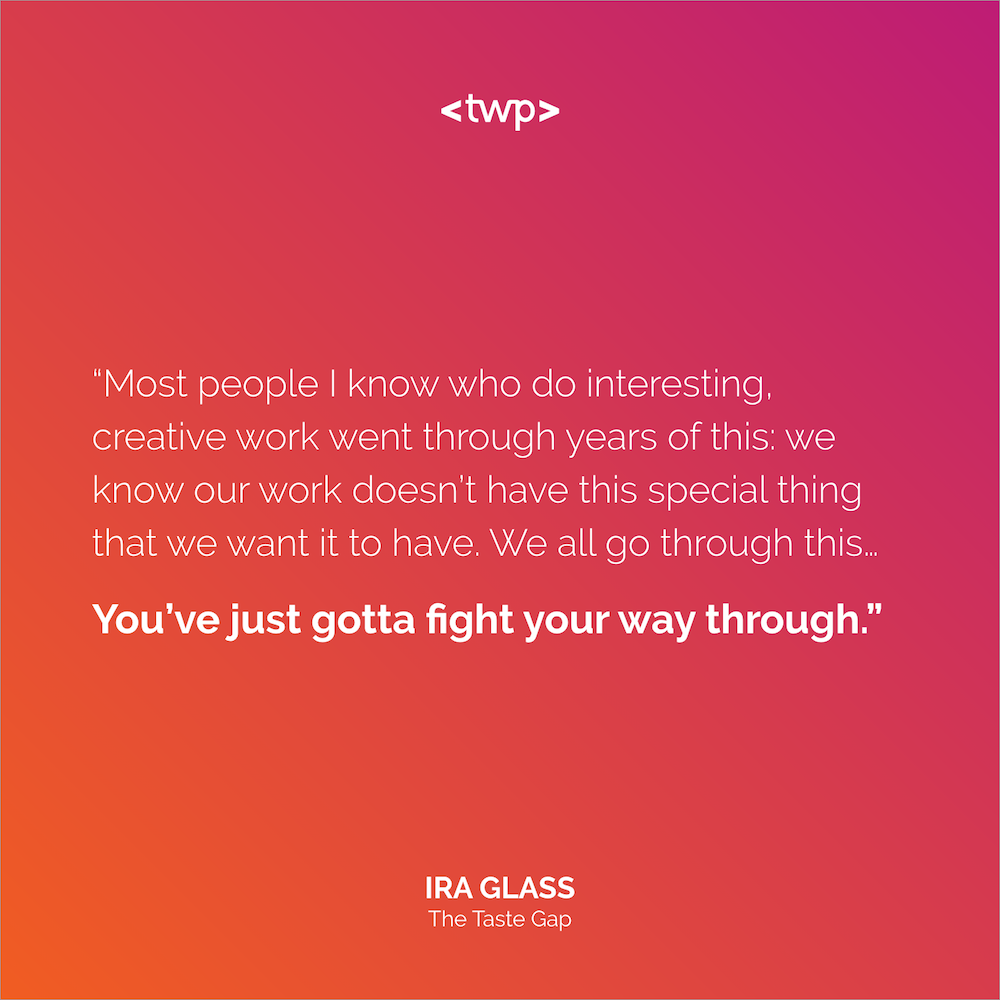 <twp>
“Most people I know who do interesting,
creative work went through years of this: we
know our work doesn’t have this special thing
that we want it to have. We all go through this…
You’ve just gotta fight your way through.”
IRA GLASS
The Taste Gap